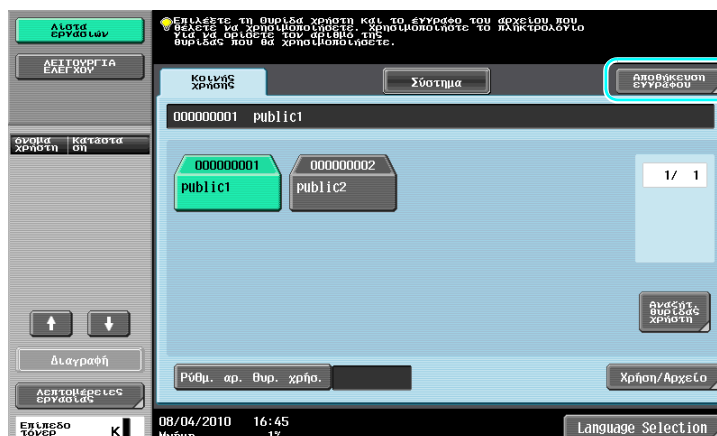 Λίστα
εργασιών
ΛΕΙΤΟΥΡΓΙΑ
ΕΛΕΓΧΟΥ
όνομα χρήστη
Κατάστα
ση
Διαγραφή
Λεπτομέρειες
εργασίας
Επίπεδο
τόνερ
K
Επιλέξτε τη θυρίδα χρήστη και το έγγραφο του αρχείου που
θέλετε να χρησιμοποιήσετε. Χρησιμοποιήστε το πληκτρολόγιο
για να ορίσετε τον αριθμό της
θυρίδας που θα χρησιμοποιήσετε.
Κοινής
χρήσης
Σύστημα
Αποθήκευση
εγγράφου
000000001 public1
000000001
public1
000000002
public2
1/ 1
Αναζήτ.
θυρίδας
χρήστη
Ρύθμ. αρ. θυρ. χρήσ.
Χρήση/Αρχείο
08/04/2010 16:45
Μνήμη 1%
Language Selection